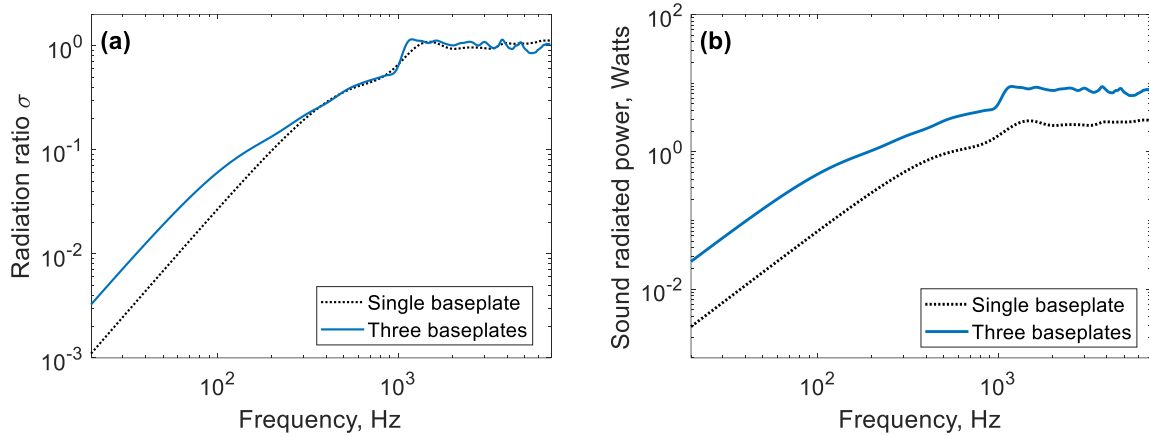 (a)
Radiation ratio σ
10^0
10^-1
10^-2
10^-3
10^2
10^3
Frequency, Hz
Single baseplate
Three baseplates
(b)
Sound radiated power, Watts
10^2
10^0
10^-2
10^2
10^3
Frequency, Hz
Single baseplate
Three baseplates